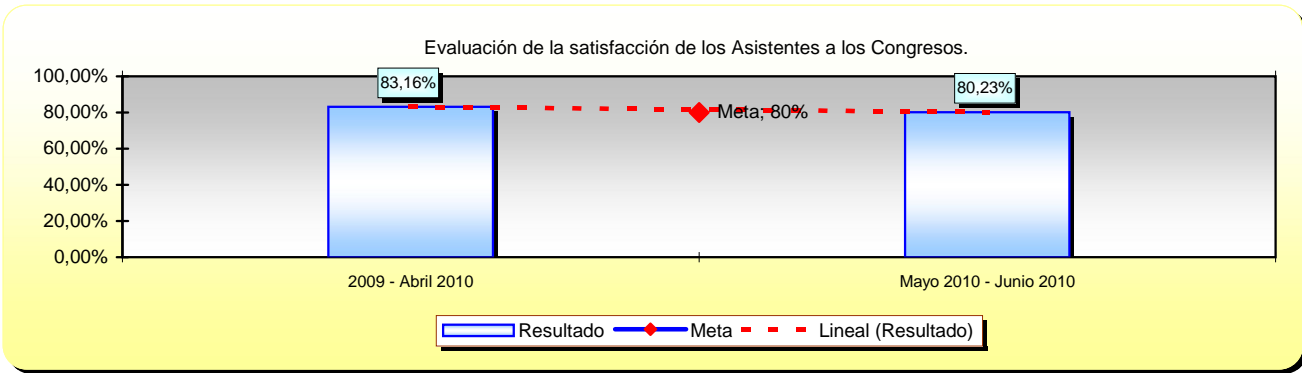 Evaluación de la satisfacción de los Asistentes a los Congresos.
100,00%
80,00%
60,00%
40,00%
20,00%
0,00%
83,16%
Meta; 80%
80,23%
2009 - Abril 2010
Mayo 2010 - Junio 2010
Resultado Meta Lineal (Resultado)